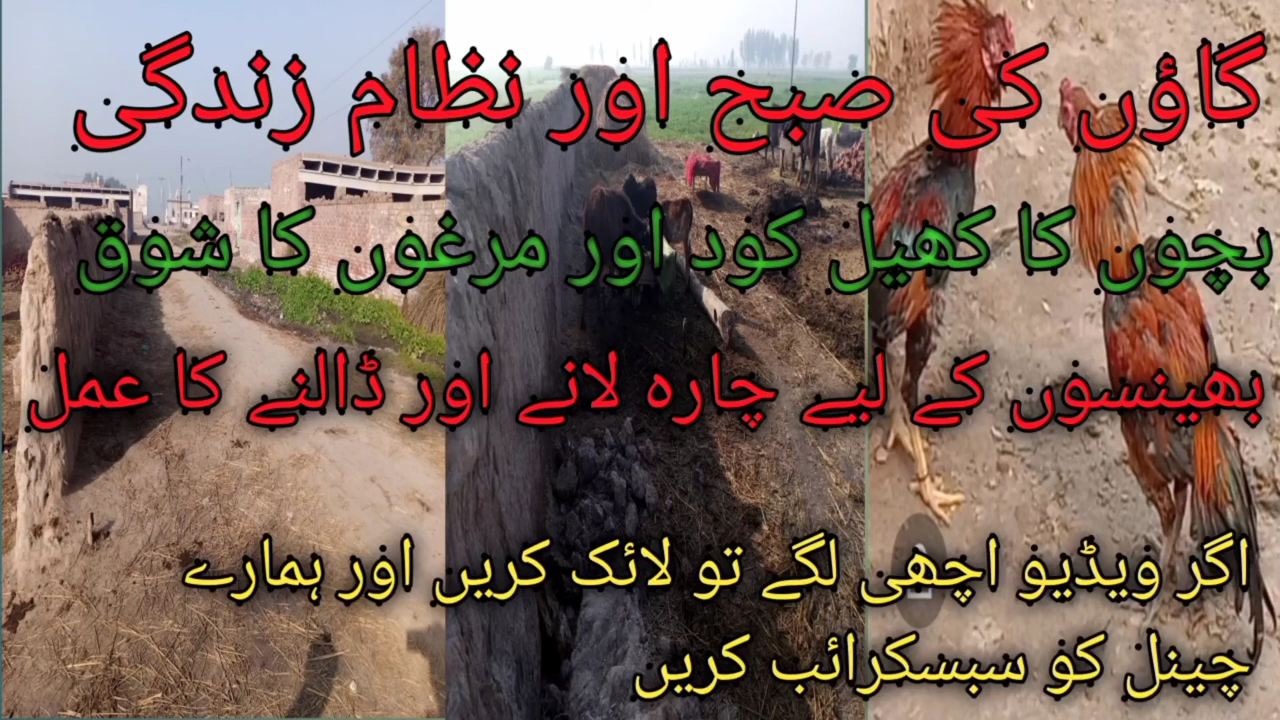 گاؤں کی صبخ اور نظام زندگی
بچوں کا کھیل کود اور مرغوں کا شوق
بھینسوں کے لیے چارہ لانے اور ڈالنے کا عمل
اگر ویڈیو اچھی لگے تو لائک کریں اور ہمارے
چینل کو سبسکرائب کریں